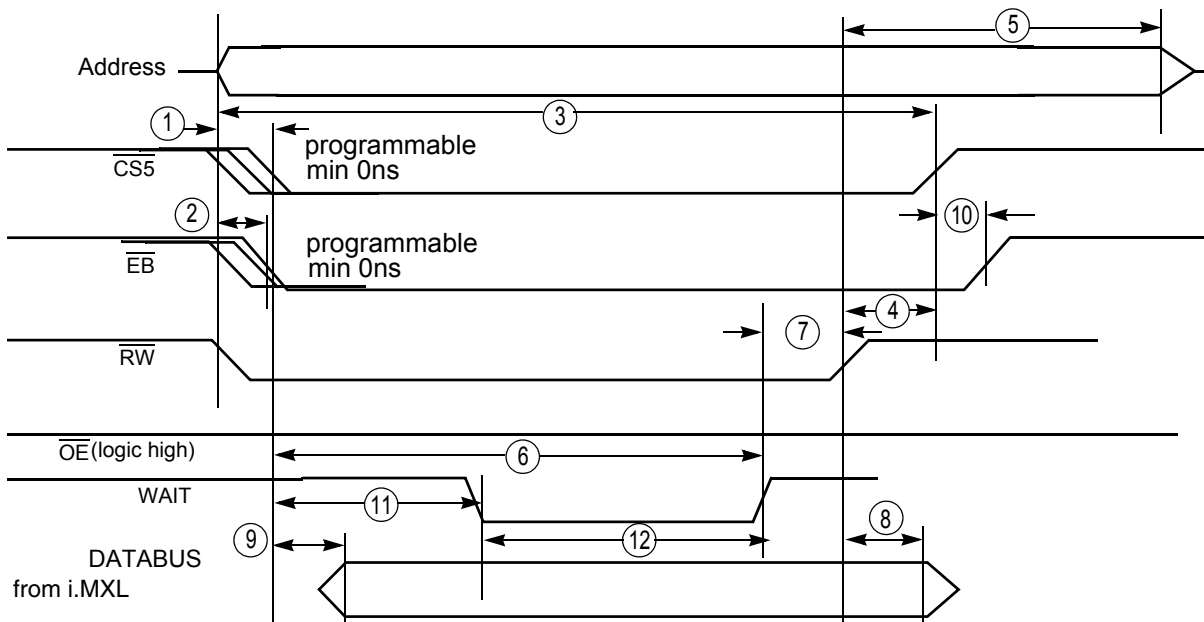 5
Address
1
3
programmable
min 0ns
CS5
2
10
programmable
min 0ns
EB
4
7
RW
OE(logic high)
6
WAIT
11
8
9
12
DATABUS
from i.MXL